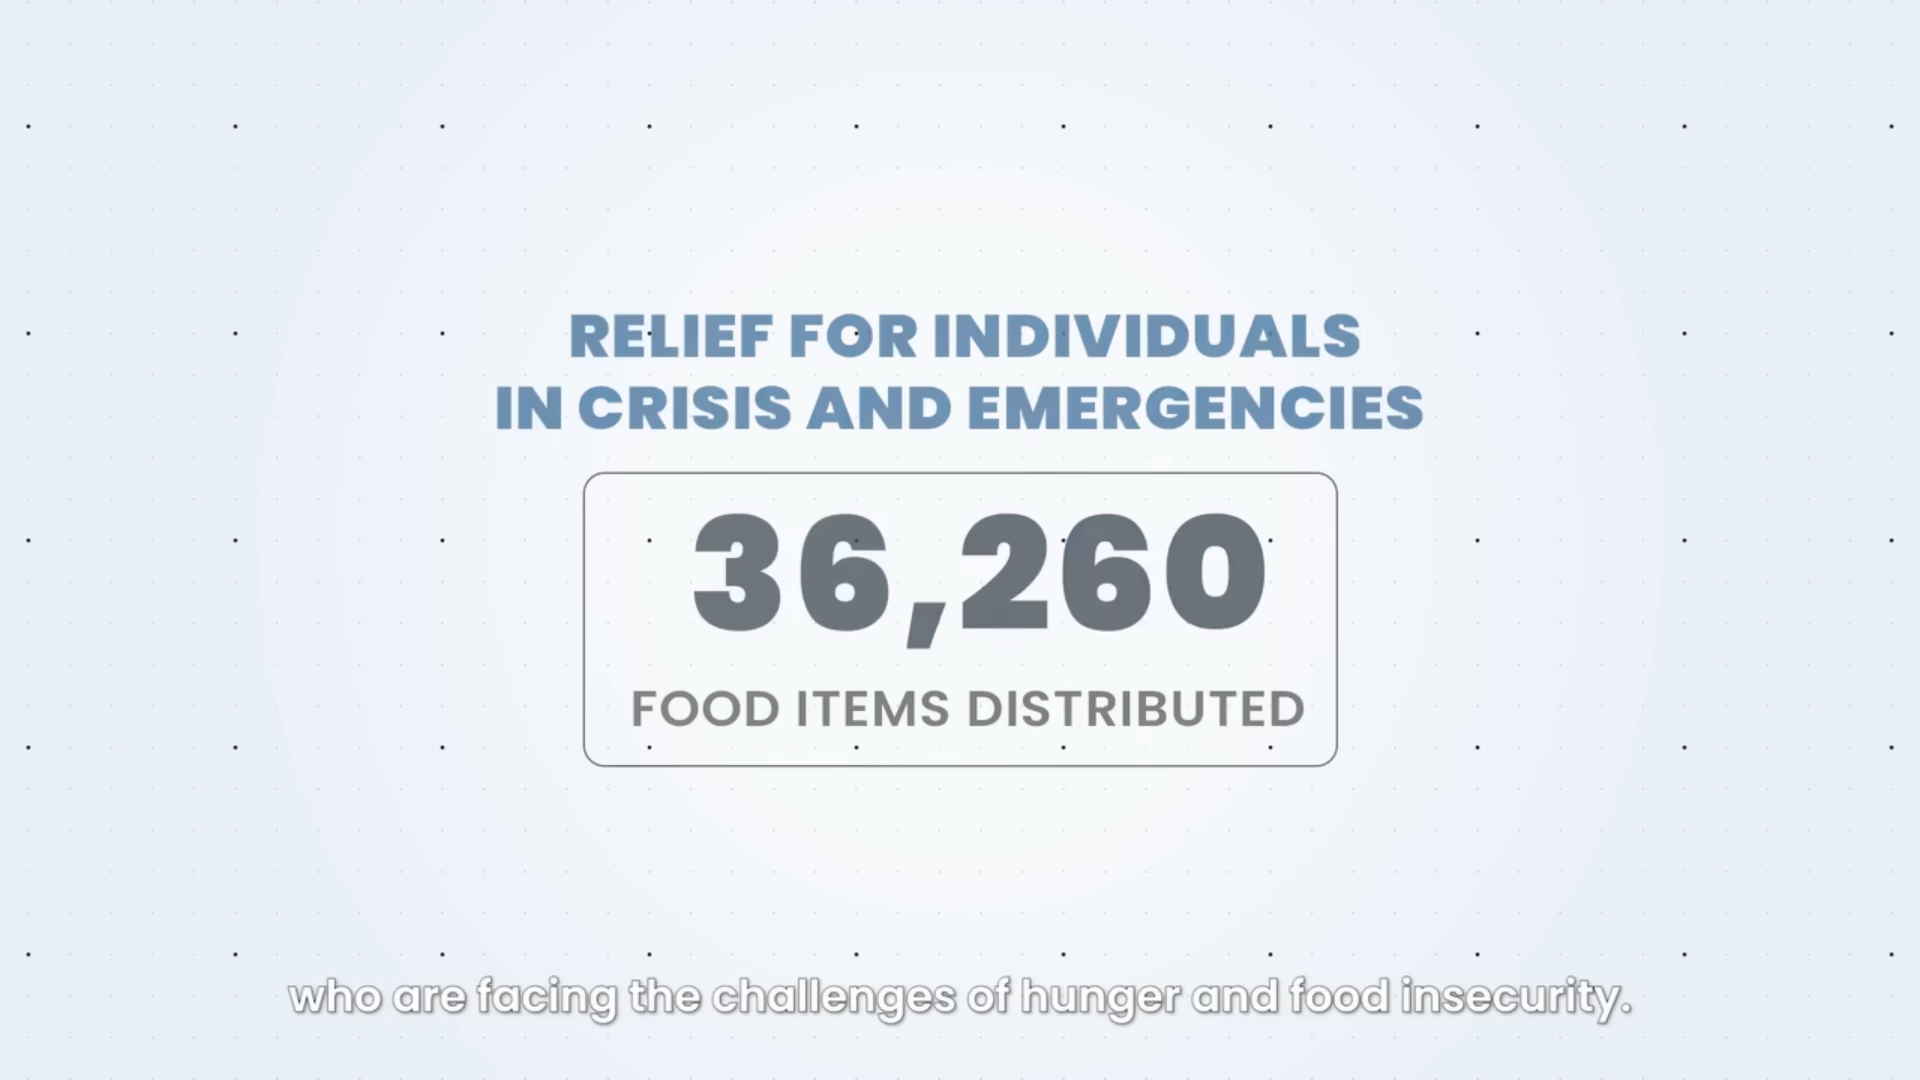 RELIEF FOR INDIVIDUALS
IN CRISIS AND EMERGENCIES
36,260
FOOD ITEMS DISTRIBUTED
who are facing the challenges of hunger and food insecurity.